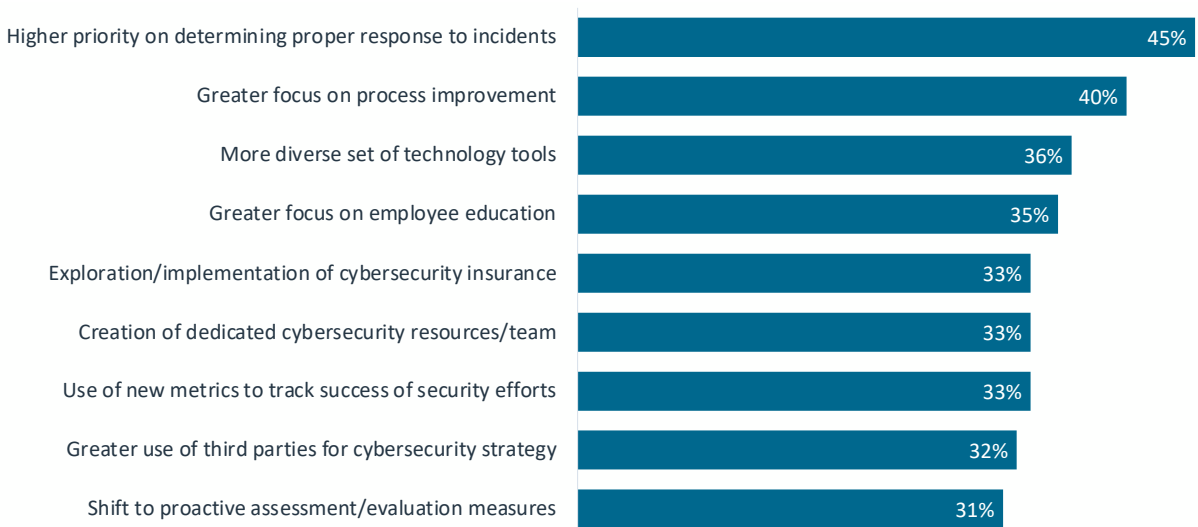 Higher priority on determining proper response to incidents 45%
Greater focus on process improvement 40%
More diverse set of technology tools 36%
Greater focus on employee education 35%
Exploration/implementation of cybersecurity insurance 33%
Creation of dedicated cybersecurity resources/team 33%
Use of new metrics to track success of security efforts 33%
Greater use of third parties for cybersecurity strategy 32%
Shift to proactive assessment/evaluation measures 31%